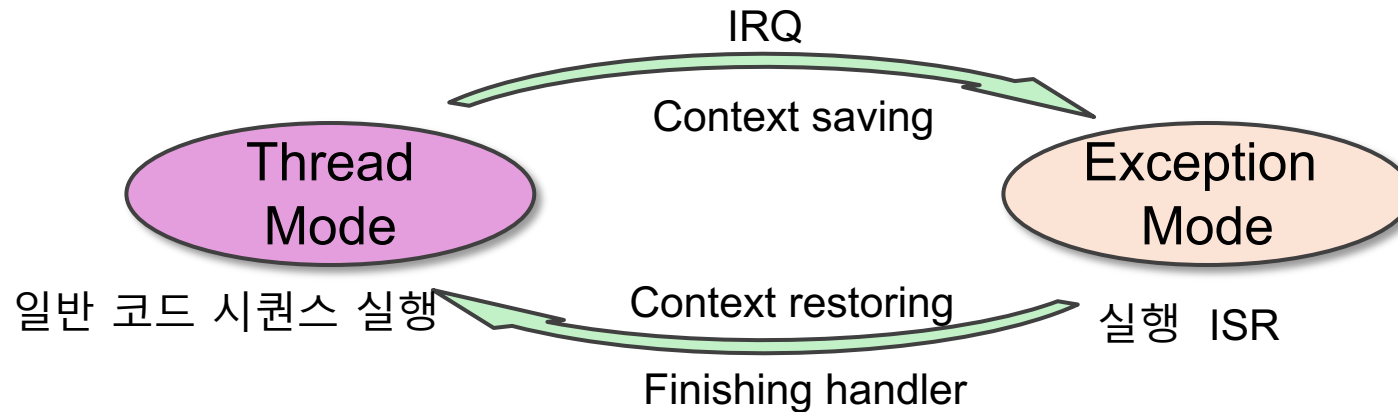 IRQ
Context saving
Thread
Mode
Exception
Mode
일반 코드 시퀀스 실행
Context restoring
실행 ISR
Finishing handler